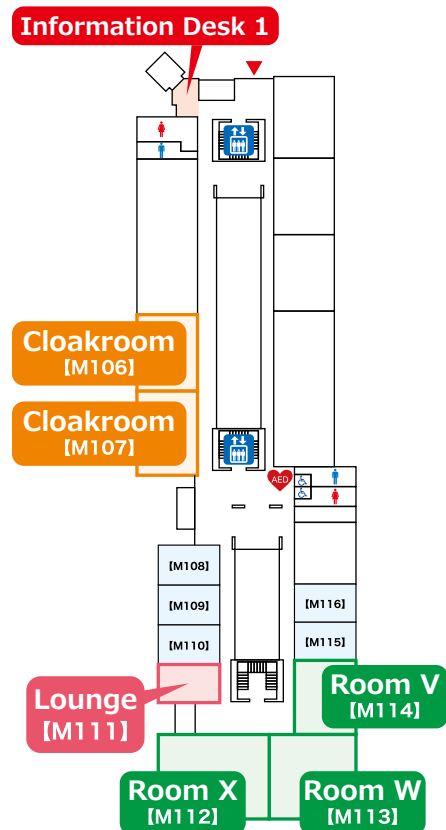 Information Desk 1
Cloakroom
【M106】
Cloakroom
【M107】
AED
【M108】
【M109】
【M110】
【M116】
【M115】
Lounge
【M111】
Room V
【M114】
Room X
【M112】
Room W
【M113】